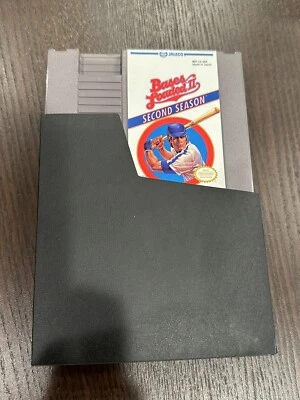 JALECO
Bases
Loaded II
SECOND SEASON